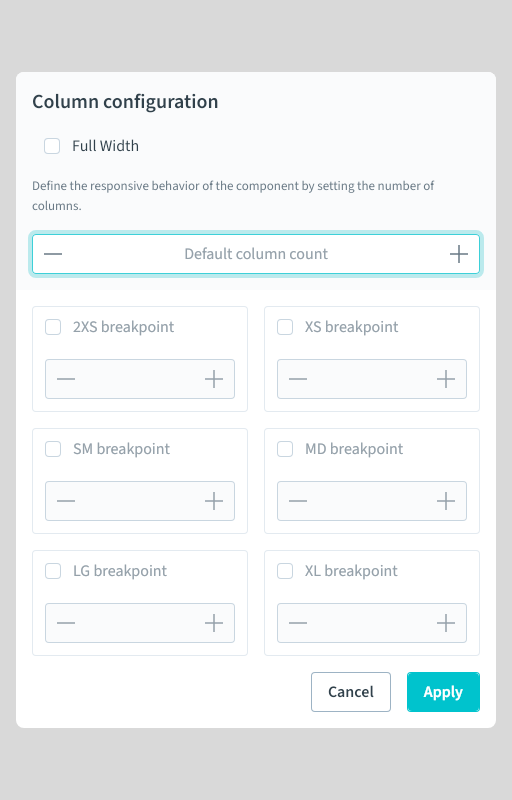 Column configuration
Full Width
Define the responsive behavior of the component by setting the number of
columns.
Default column count
2XS breakpoint
XS breakpoint
SM breakpoint
MD breakpoint
LG breakpoint
XL breakpoint
Cancel
Apply